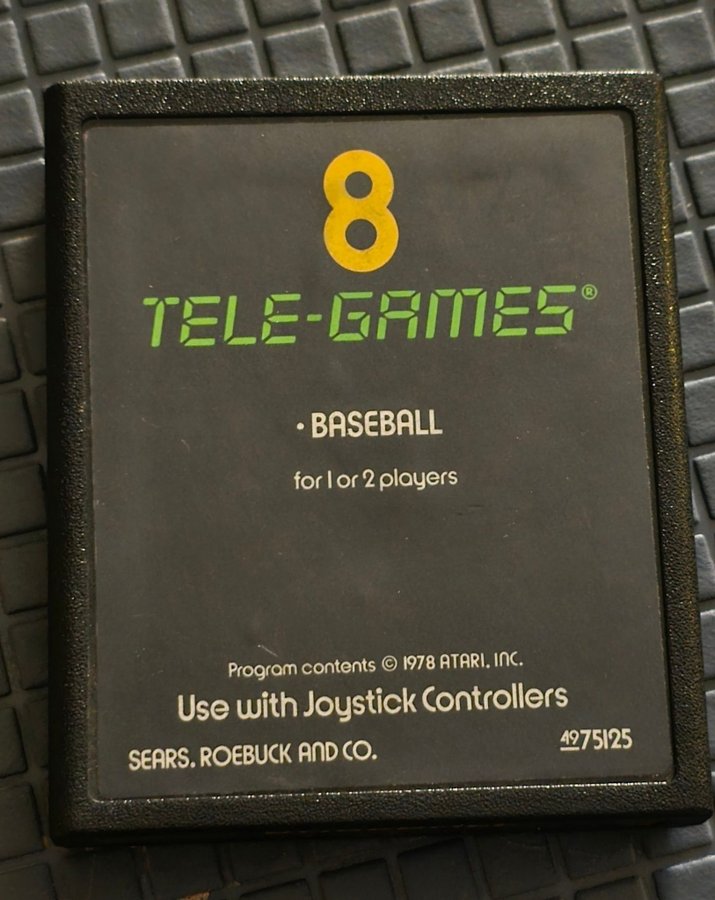 8
TELE-GAMES®
• BASEBALL
for 1 or 2 players
Program contents © 1978 ATARI, INC.
Use with Joystick Controllers
SEARS, ROEBUCK AND CO.
4975125